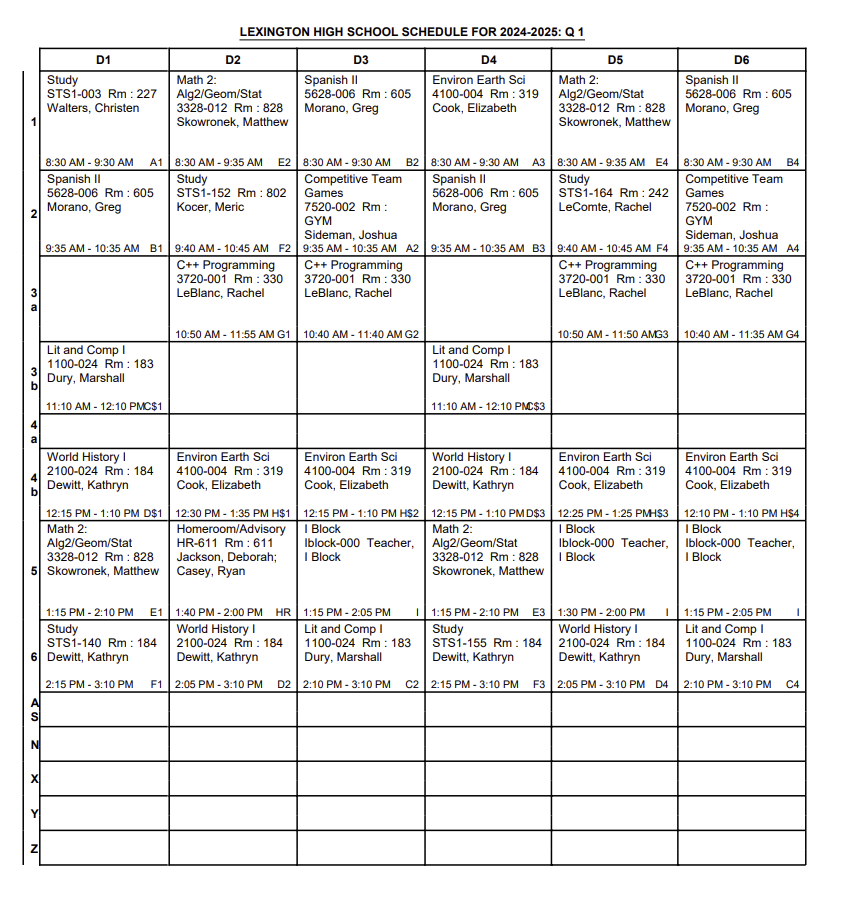 LEXINGTON HIGH SCHOOL SCHEDULE FOR 2024-2025: Q 1
D1 D2 D3 D4 D5 D6
1
Study
STS1-003 Rm : 227
Walters, Christen
8:30 AM - 9:30 AM A1
Math 2:
Alg2/Geom/Stat
3328-012 Rm : 828
Skowronek, Matthew
8:30 AM - 9:35 AM E2
Spanish II
5628-006 Rm : 605
Morano, Greg
8:30 AM - 9:30 AM B2
Environ Earth Sci
4100-004 Rm : 319
Cook, Elizabeth
8:30 AM - 9:30 AM A3
Math 2:
Alg2/Geom/Stat
3328-012 Rm : 828
Skowronek, Matthew
8:30 AM - 9:35 AM E4
Spanish II
5628-006 Rm : 605
Morano, Greg
8:30 AM - 9:30 AM B4
2
Spanish II
5628-006 Rm : 605
Morano, Greg
9:35 AM - 10:35 AM B1
Study
STS1-152 Rm : 802
Kocer, Meric
9:40 AM - 10:45 AM F2
Competitive Team
Games
7520-002 Rm :
GYM
Sideman, Joshua
9:35 AM - 10:35 AM A2
Spanish II
5628-006 Rm : 605
Morano, Greg
9:35 AM - 10:35 AM B3
Study
STS1-164 Rm : 242
LeComte, Rachel
9:40 AM - 10:45 AM F4
Competitive Team
Games
7520-002 Rm :
GYM
Sideman, Joshua
9:35 AM - 10:35 AM A4
3
a
C++ Programming
3720-001 Rm : 330
LeBlanc, Rachel
10:50 AM - 11:55 AM G1
C++ Programming
3720-001 Rm : 330
LeBlanc, Rachel
10:40 AM - 11:40 AM G2
C++ Programming
3720-001 Rm : 330
LeBlanc, Rachel
10:50 AM - 11:50 AMG3
C++ Programming
3720-001 Rm : 330
LeBlanc, Rachel
10:40 AM - 11:35 AM G4
3
b
Lit and Comp I
1100-024 Rm : 183
Dury, Marshall
11:10 AM - 12:10 PMC$1
Lit and Comp I
1100-024 Rm : 183
Dury, Marshall
11:10 AM - 12:10 PMC$3
4
a
4
b
World History I
2100-024 Rm : 184
Dewitt, Kathryn
12:15 PM - 1:10 PM D$1
Environ Earth Sci
4100-004 Rm : 319
Cook, Elizabeth
12:30 PM - 1:35 PM H$1
Environ Earth Sci
4100-004 Rm : 319
Cook, Elizabeth
12:15 PM - 1:10 PM H$2
World History I
2100-024 Rm : 184
Dewitt, Kathryn
12:15 PM - 1:10 PM D$3
Environ Earth Sci
4100-004 Rm : 319
Cook, Elizabeth
12:25 PM - 1:25 PMH$3
Environ Earth Sci
4100-004 Rm : 319
Cook, Elizabeth
12:10 PM - 1:10 PM H$4
5
Math 2:
Alg2/Geom/Stat
3328-012 Rm : 828
Skowronek, Matthew
1:15 PM - 2:10 PM E1
Homeroom/Advisory
HR-611 Rm : 611
Jackson, Deborah;
Casey, Ryan
1:40 PM - 2:00 PM HR
I Block
Iblock-000 Teacher,
I Block
1:15 PM - 2:05 PM I
Math 2:
Alg2/Geom/Stat
3328-012 Rm : 828
Skowronek, Matthew
1:15 PM - 2:10 PM E3
I Block
Iblock-000 Teacher,
I Block
1:30 PM - 2:00 PM I
I Block
Iblock-000 Teacher,
I Block
1:15 PM - 2:05 PM I
6
Study
STS1-140 Rm : 184
Dewitt, Kathryn
2:15 PM - 3:10 PM F1
World History I
2100-024 Rm : 184
Dewitt, Kathryn
2:05 PM - 3:10 PM D2
Lit and Comp I
1100-024 Rm : 183
Dury, Marshall
2:10 PM - 3:10 PM C2
Study
STS1-155 Rm : 184
Dewitt, Kathryn
2:15 PM - 3:10 PM F3
World History I
2100-024 Rm : 184
Dewitt, Kathryn
2:05 PM - 3:10 PM D4
Lit and Comp I
1100-024 Rm : 183
Dury, Marshall
2:10 PM - 3:10 PM C4
A
S
N
X
Y
Z